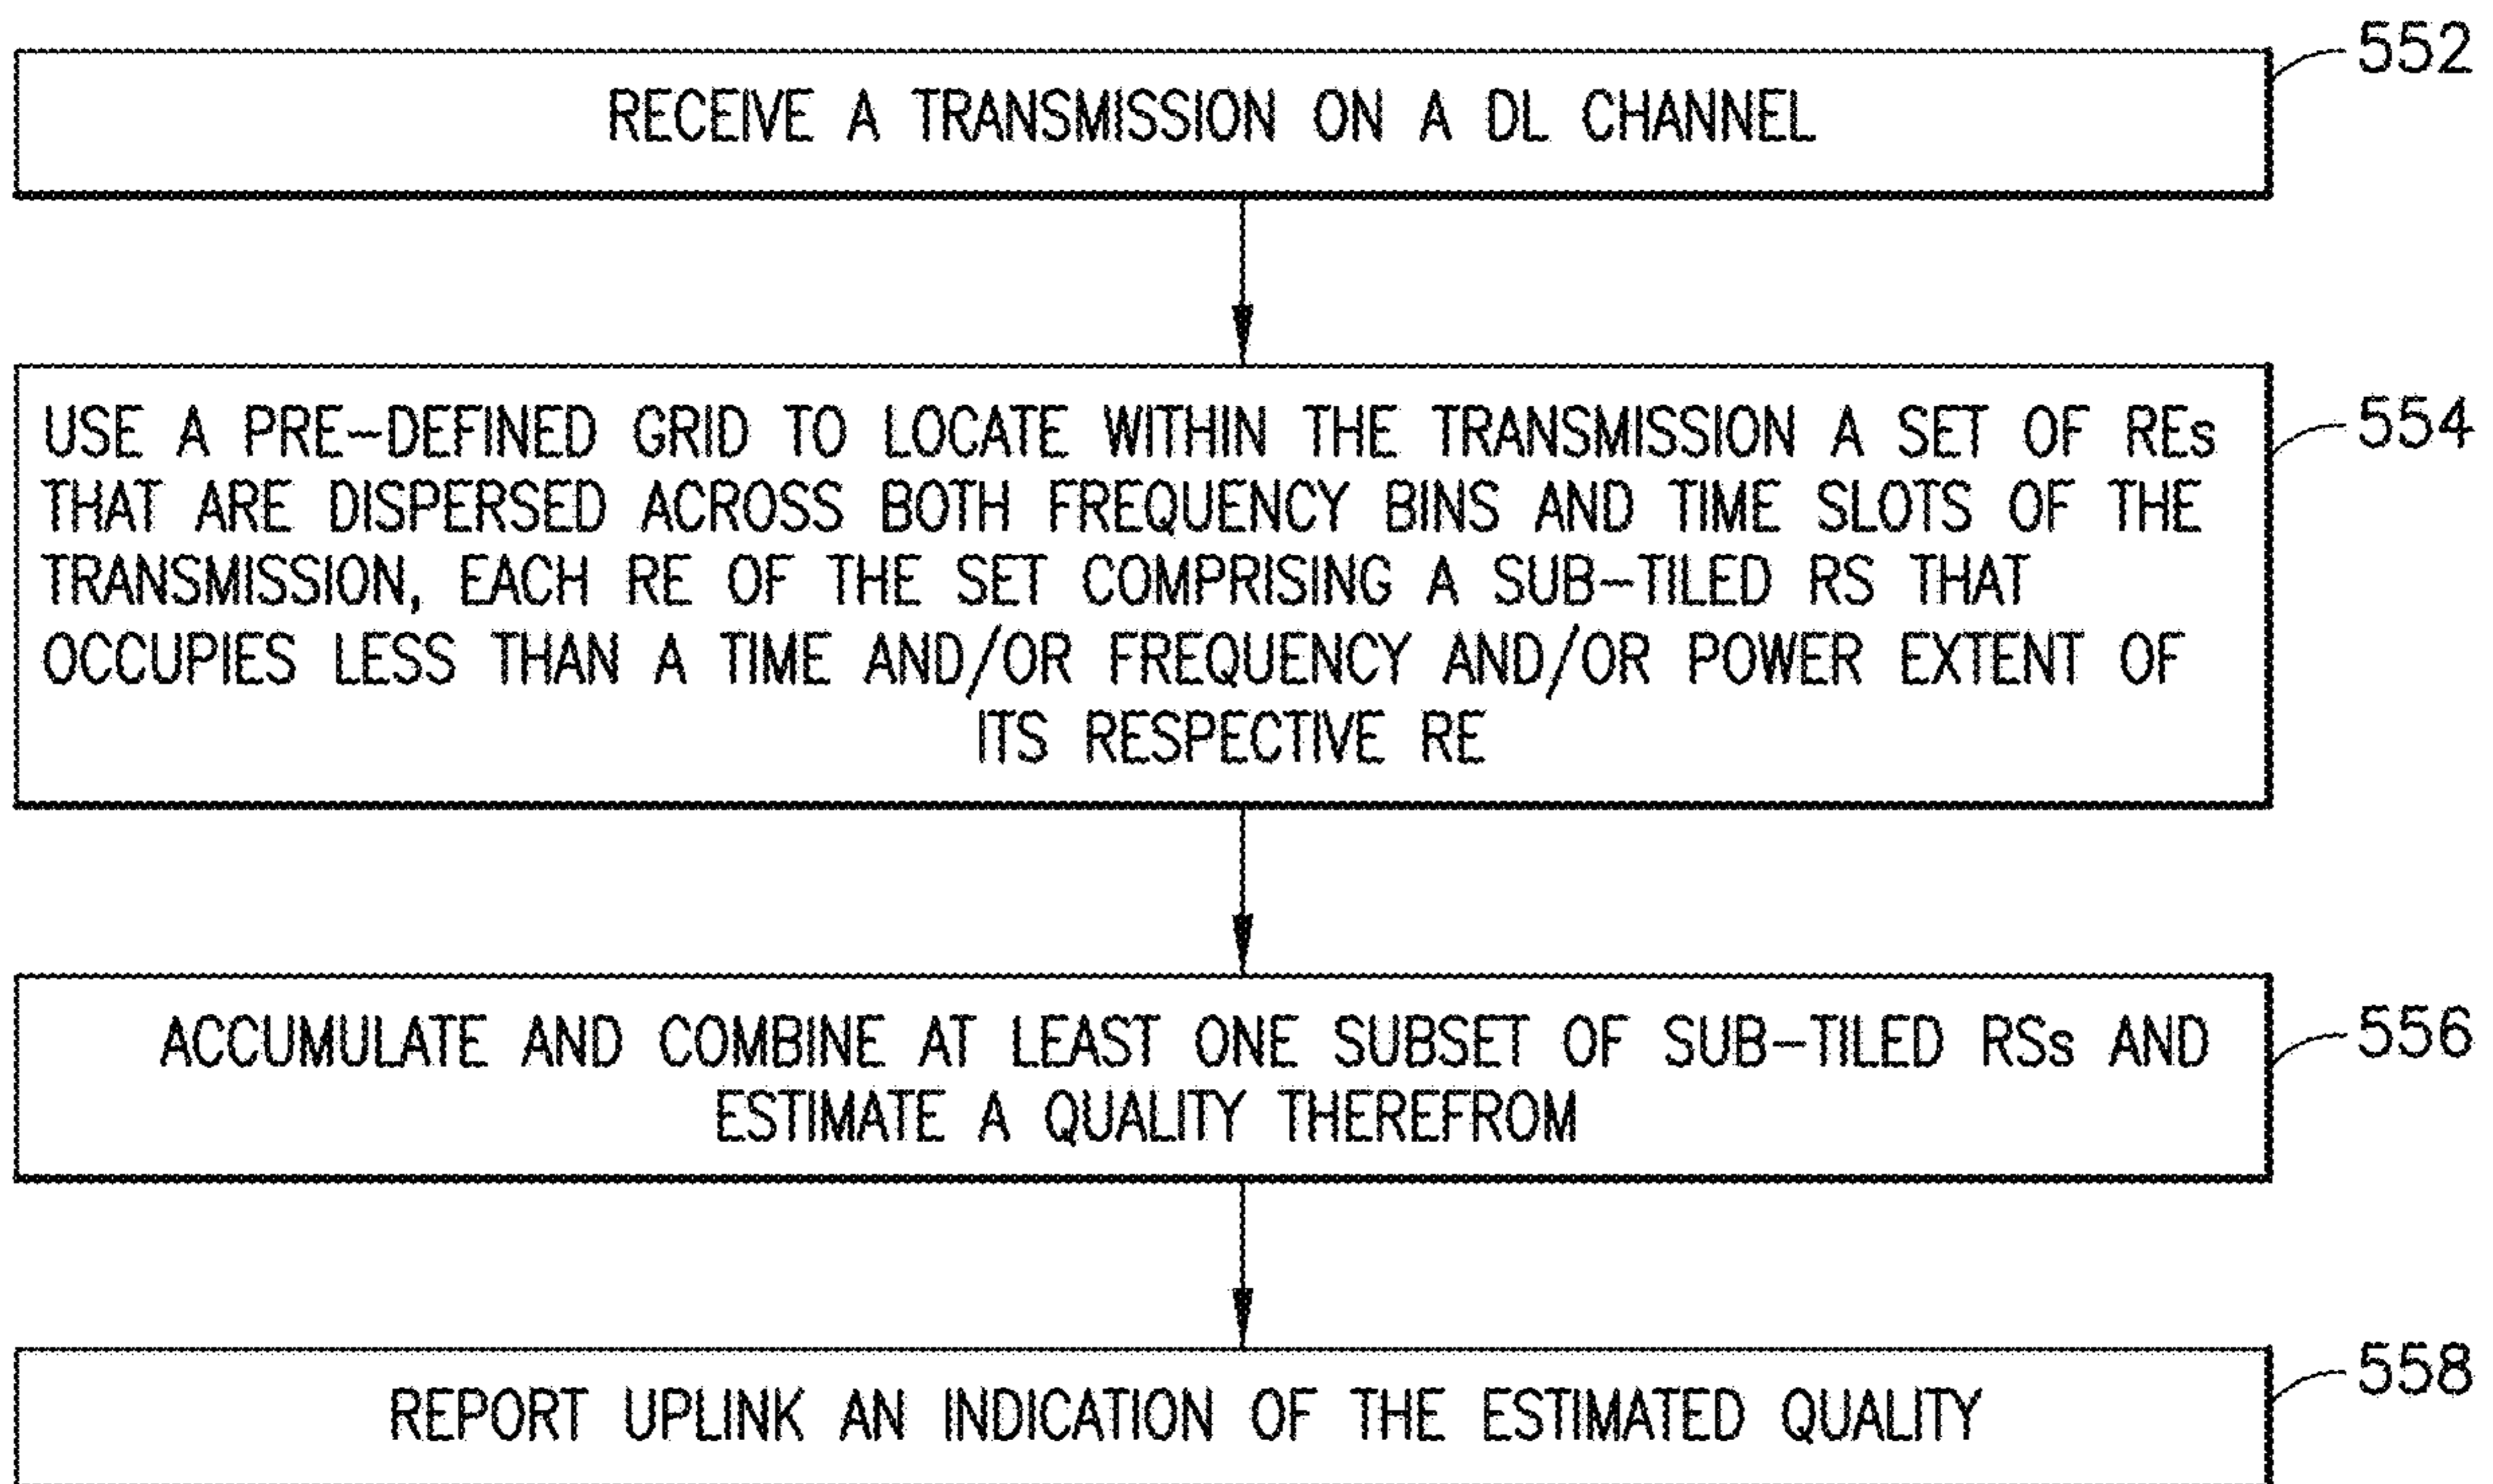 RECEIVE A TRANSMISSION ON A DL CHANNEL
552
USE A PRE-DEFINED GRID TO LOCATE WITHIN THE TRANSMISSION A SET OF REs
THAT ARE DISPERSED ACROSS BOTH FREQUENCY BINS AND TIME SLOTS OF THE
TRANSMISSION, EACH RE OF THE SET COMPRISING A SUB-TILED RS THAT
OCCUPIES LESS THAN A TIME AND/OR FREQUENCY AND/OR POWER EXTENT OF
ITS RESPECTIVE RE
554
ACCUMULATE AND COMBINE AT LEAST ONE SUBSET OF SUB-TILED RSs AND
ESTIMATE A QUALITY THEREFROM
556
REPORT UPLINK AN INDICATION OF THE ESTIMATED QUALITY
558